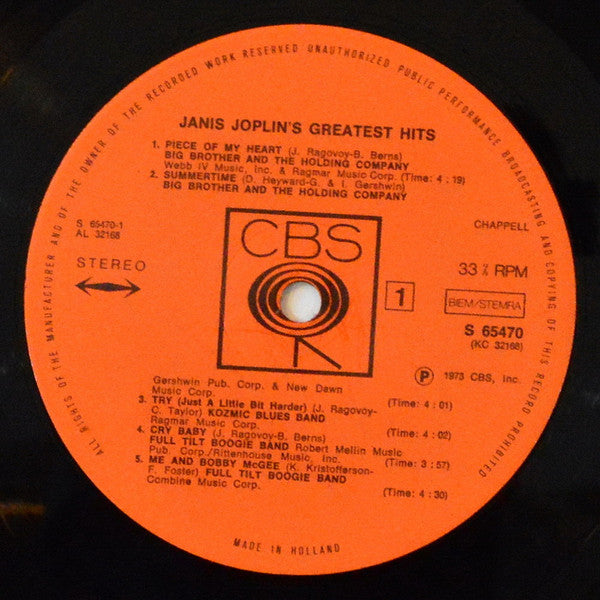 ALL RIGHTS OF THE MANUFACTURER AND OF THE OWNER OF THE RECORDED WORK RESERVED UNAUTHORIZED PUBLIC PERFORMANCE BROADCASTING AND COPYING OF THIS RECORD PROHIBITED
JANIS JOPLIN'S GREATEST HITS
1. PIECE OF MY HEART (J. Ragovoy-B. Berns)
BIG BROTHER AND THE HOLDING COMPANY
Webb IV Music, Inc. & Ragmar Music Corp. (Time: 4 : 19)
2. SUMMERTIME (D. Heyward-G. & I. Gershwin)
BIG BROTHER AND THE HOLDING COMPANY
S 65470-1
AL 32168
CHAPPELL
CBS
STEREO
33⅓ RPM
1
BIEM/STEMRA
S 65470
(KC 32168)
P 1973 CBS, Inc.
Gershwin Pub. Corp. & New Dawn
Music Corp. (Time: 4 : 01)
3. TRY (Just A Little Bit Harder) (J. Ragovoy-
C. Taylor) KOZMIC BLUES BAND
Ragmar Music Corp. (Time: 4 : 02)
4. CRY BABY (J. Ragovoy-B. Berns)
FULL TILT BOOGIE BAND Robert Mellin Music
Pub. Corp./Rittenhouse Music, Inc. (Time: 3 : 57)
5. ME AND BOBBY McGEE (K. Kristofferson-
F. Foster) FULL TILT BOOGIE BAND
Combine Music Corp. (Time: 4 : 30)
MADE IN HOLLAND